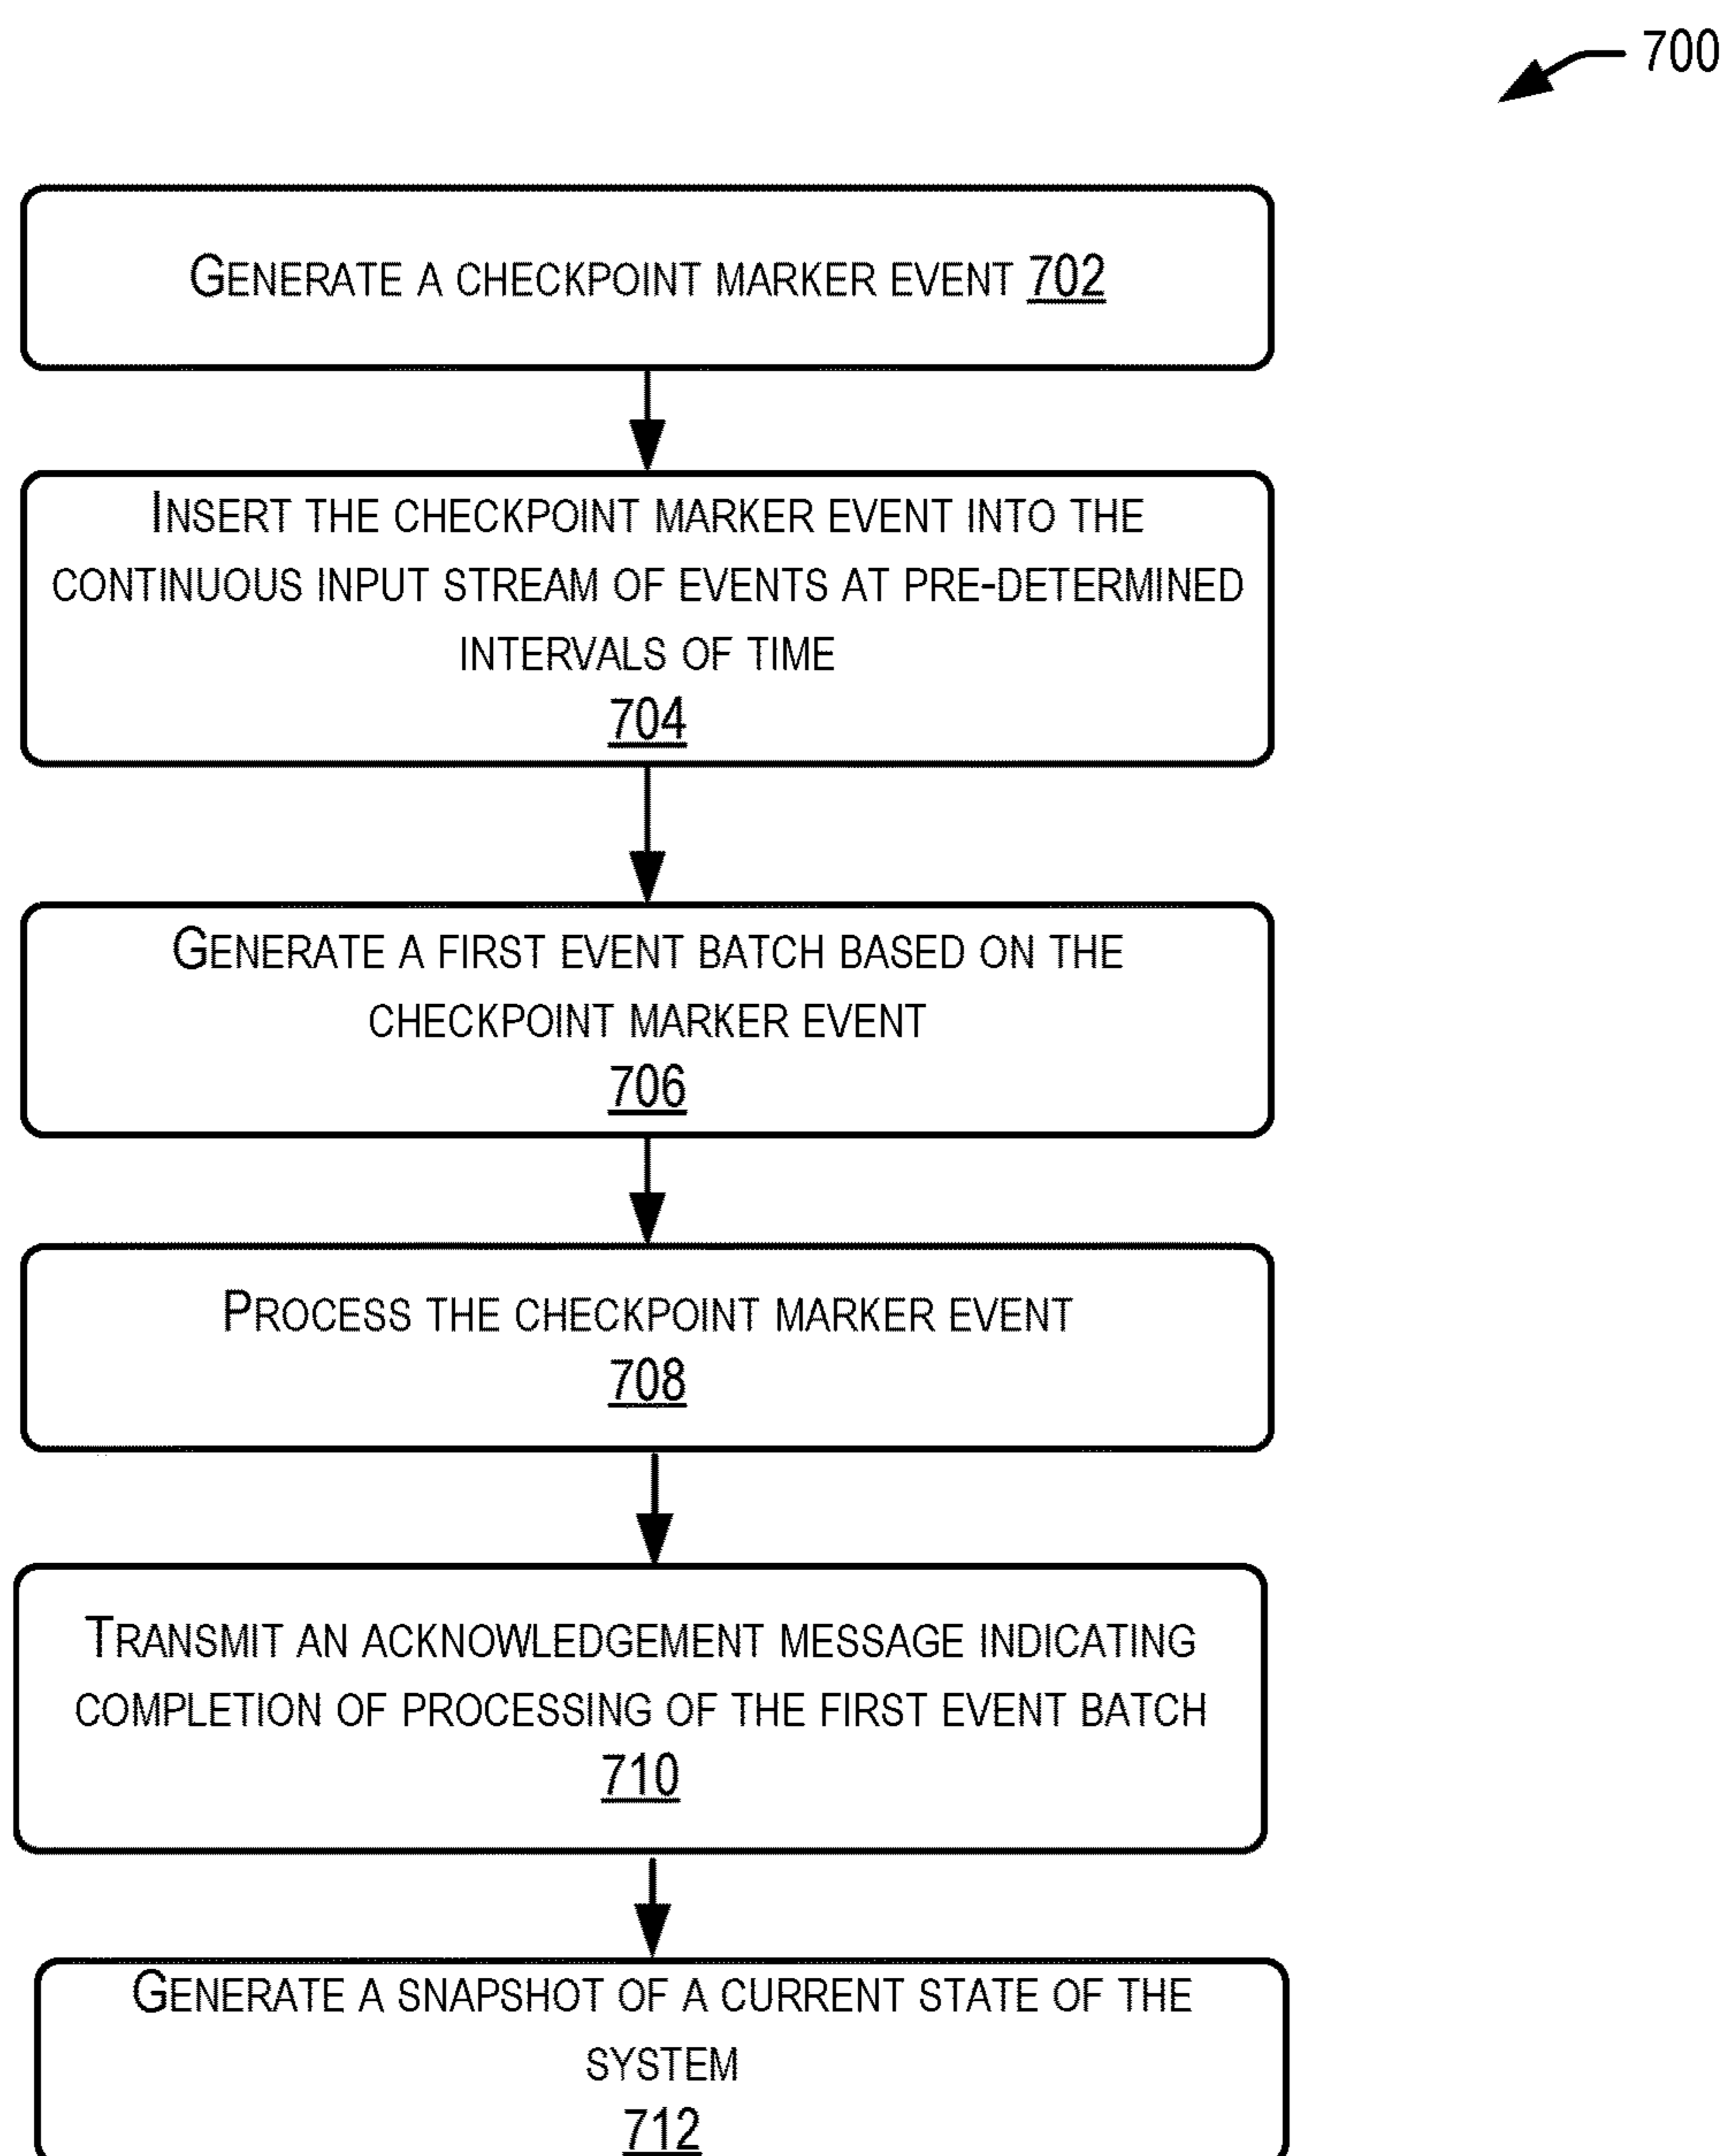 700
GENERATE A CHECKPOINT MARKER EVENT 702
INSERT THE CHECKPOINT MARKER EVENT INTO THE
CONTINUOUS INPUT STREAM OF EVENTS AT PRE-DETERMINED
INTERVALS OF TIME
704
GENERATE A FIRST EVENT BATCH BASED ON THE
CHECKPOINT MARKER EVENT
706
PROCESS THE CHECKPOINT MARKER EVENT
708
TRANSMIT AN ACKNOWLEDGEMENT MESSAGE INDICATING
COMPLETION OF PROCESSING OF THE FIRST EVENT BATCH
710
GENERATE A SNAPSHOT OF A CURRENT STATE OF THE
SYSTEM
712